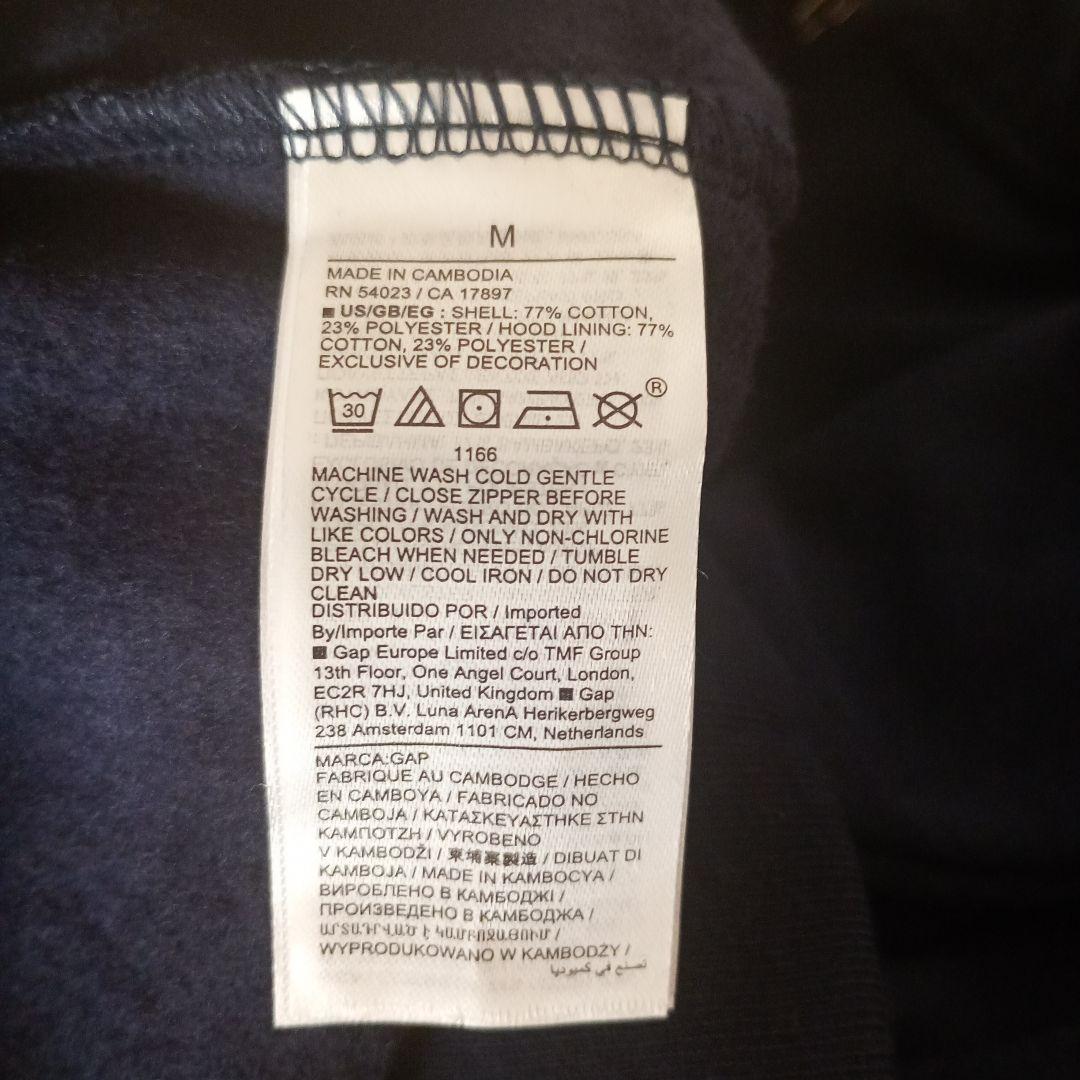 M
MADE IN CAMBODIA
RN 54023 / CA 17897
■ US/GB/EG : SHELL: 77% COTTON,
23% POLYESTER / HOOD LINING: 77%
COTTON, 23% POLYESTER /
EXCLUSIVE OF DECORATION
30
®
1166
MACHINE WASH COLD GENTLE
CYCLE / CLOSE ZIPPER BEFORE
WASHING / WASH AND DRY WITH
LIKE COLORS / ONLY NON-CHLORINE
BLEACH WHEN NEEDED / TUMBLE
DRY LOW / COOL IRON / DO NOT DRY
CLEAN
DISTRIBUIDO POR / Imported
By/Importe Par / ΕΙΣΑΓΕΤΑΙ ΑΠΟ ΤΗΝ:
■ Gap Europe Limited c/o TMF Group
13th Floor, One Angel Court, London,
EC2R 7HJ, United Kingdom ■ Gap
(RHC) B.V. Luna ArenA Herikerbergweg
238 Amsterdam 1101 CM, Netherlands
MARCA:GAP
FABRIQUE AU CAMBODGE / HECHO
EN CAMBOYA / FABRICADO NO
CAMBOJA / ΚΑΤΑΣΚΕΥΑΣΤΗΚΕ ΣΤΗΝ
ΚΑΜΠΟΤΖΗ / VYROBENO
V KAMBODŽI / 柬埔寨製造 / DIBUAT DI
KAMBOJA / MADE IN KAMBOCYA /
ВИРОБЛЕНО В КАМБОДЖІ /
ПРОИЗВЕДЕНО В КАМБОДЖА /
ԱՐՏԱԴՐՎԱԾ Է ԿԱՄԲՈՋԱՅՈՒՄ /
WYPRODUKOWANO W KAMBODŻY /
تصنع في كمبوديا